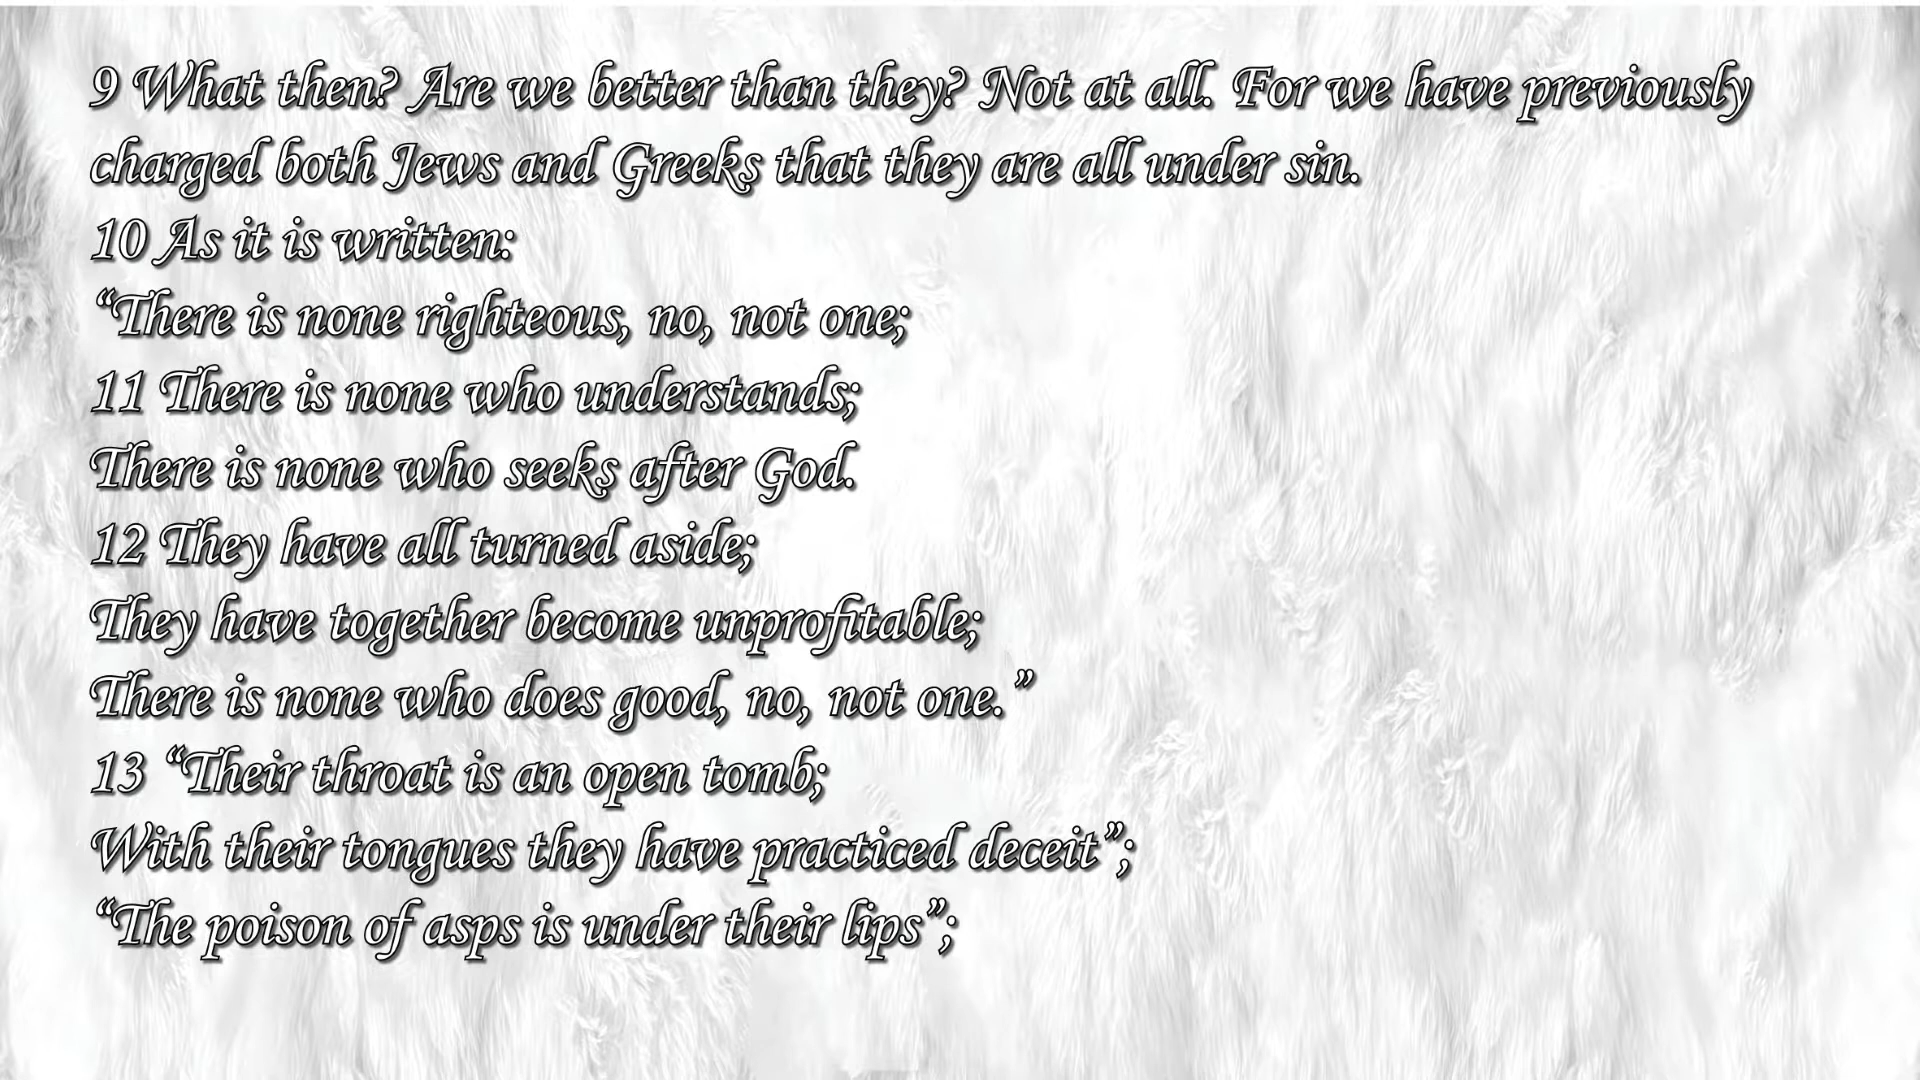 9 What then? Are we better than they? Not at all. For we have previously
charged both Jews and Greeks that they are all under sin.
10 As it is written:
“There is none righteous, no, not one;
11 There is none who understands;
There is none who seeks after God.
12 They have all turned aside;
They have together become unprofitable;
There is none who does good, no, not one.”
13 “Their throat is an open tomb;
With their tongues they have practiced deceit”;
“The poison of asps is under their lips”;